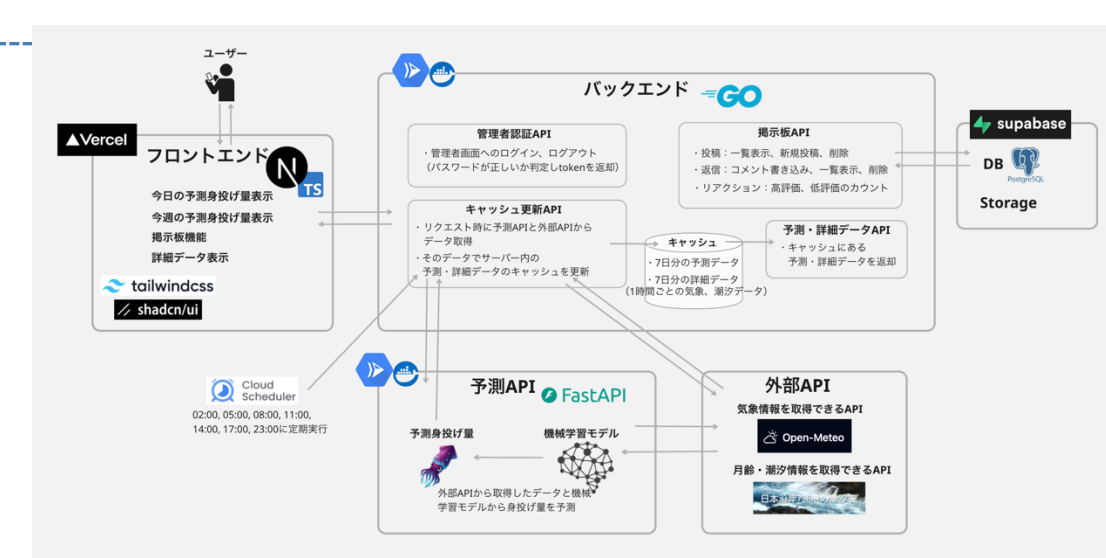 ユーザー
バックエンド
GO
Vercel
フロントエンド
N
TS
今日の予測身投げ量表示
今週の予測身投げ量表示
掲示板機能
詳細データ表示
tailwindcss
shadcn/ui
管理者認証API
・管理者画面へのログイン、ログアウト
(パスワードが正しいか判定しtokenを返却)
掲示板API
・投稿：一覧表示、新規投稿、削除
・返信：コメント書き込み、一覧表示、削除
・リアクション：高評価、低評価のカウント
キャッシュ更新API
・リクエスト時に予測APIと外部APIから
データ取得
・そのデータでサーバー内の
予測・詳細データのキャッシュを更新
キャッシュ
・7日分の予測データ
・7日分の詳細データ
(1時間ごとの気象、潮汐データ)
予測・詳細データAPI
・キャッシュにある
予測・詳細データを返却
supabase
DB
PostgreSQL
Storage
Cloud
Scheduler
02:00, 05:00, 08:00, 11:00,
14:00, 17:00, 23:00に定期実行
予測API
FastAPI
予測身投げ量
機械学習モデル
外部APIから取得したデータと機械
学習モデルから身投げ量を予測
外部API
気象情報を取得できるAPI
Open-Meteo
月齢・潮汐情報を取得できるAPI
日本沿岸736港の潮汐表